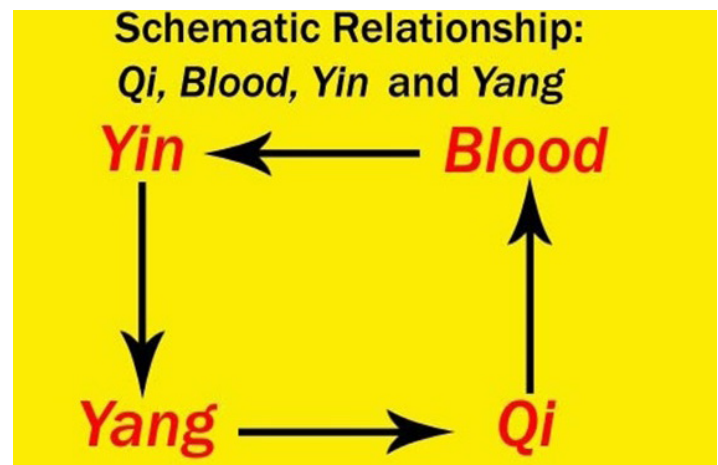 Schematic Relationship:
Qi, Blood, Yin and Yang
Yin Blood
Yang Qi